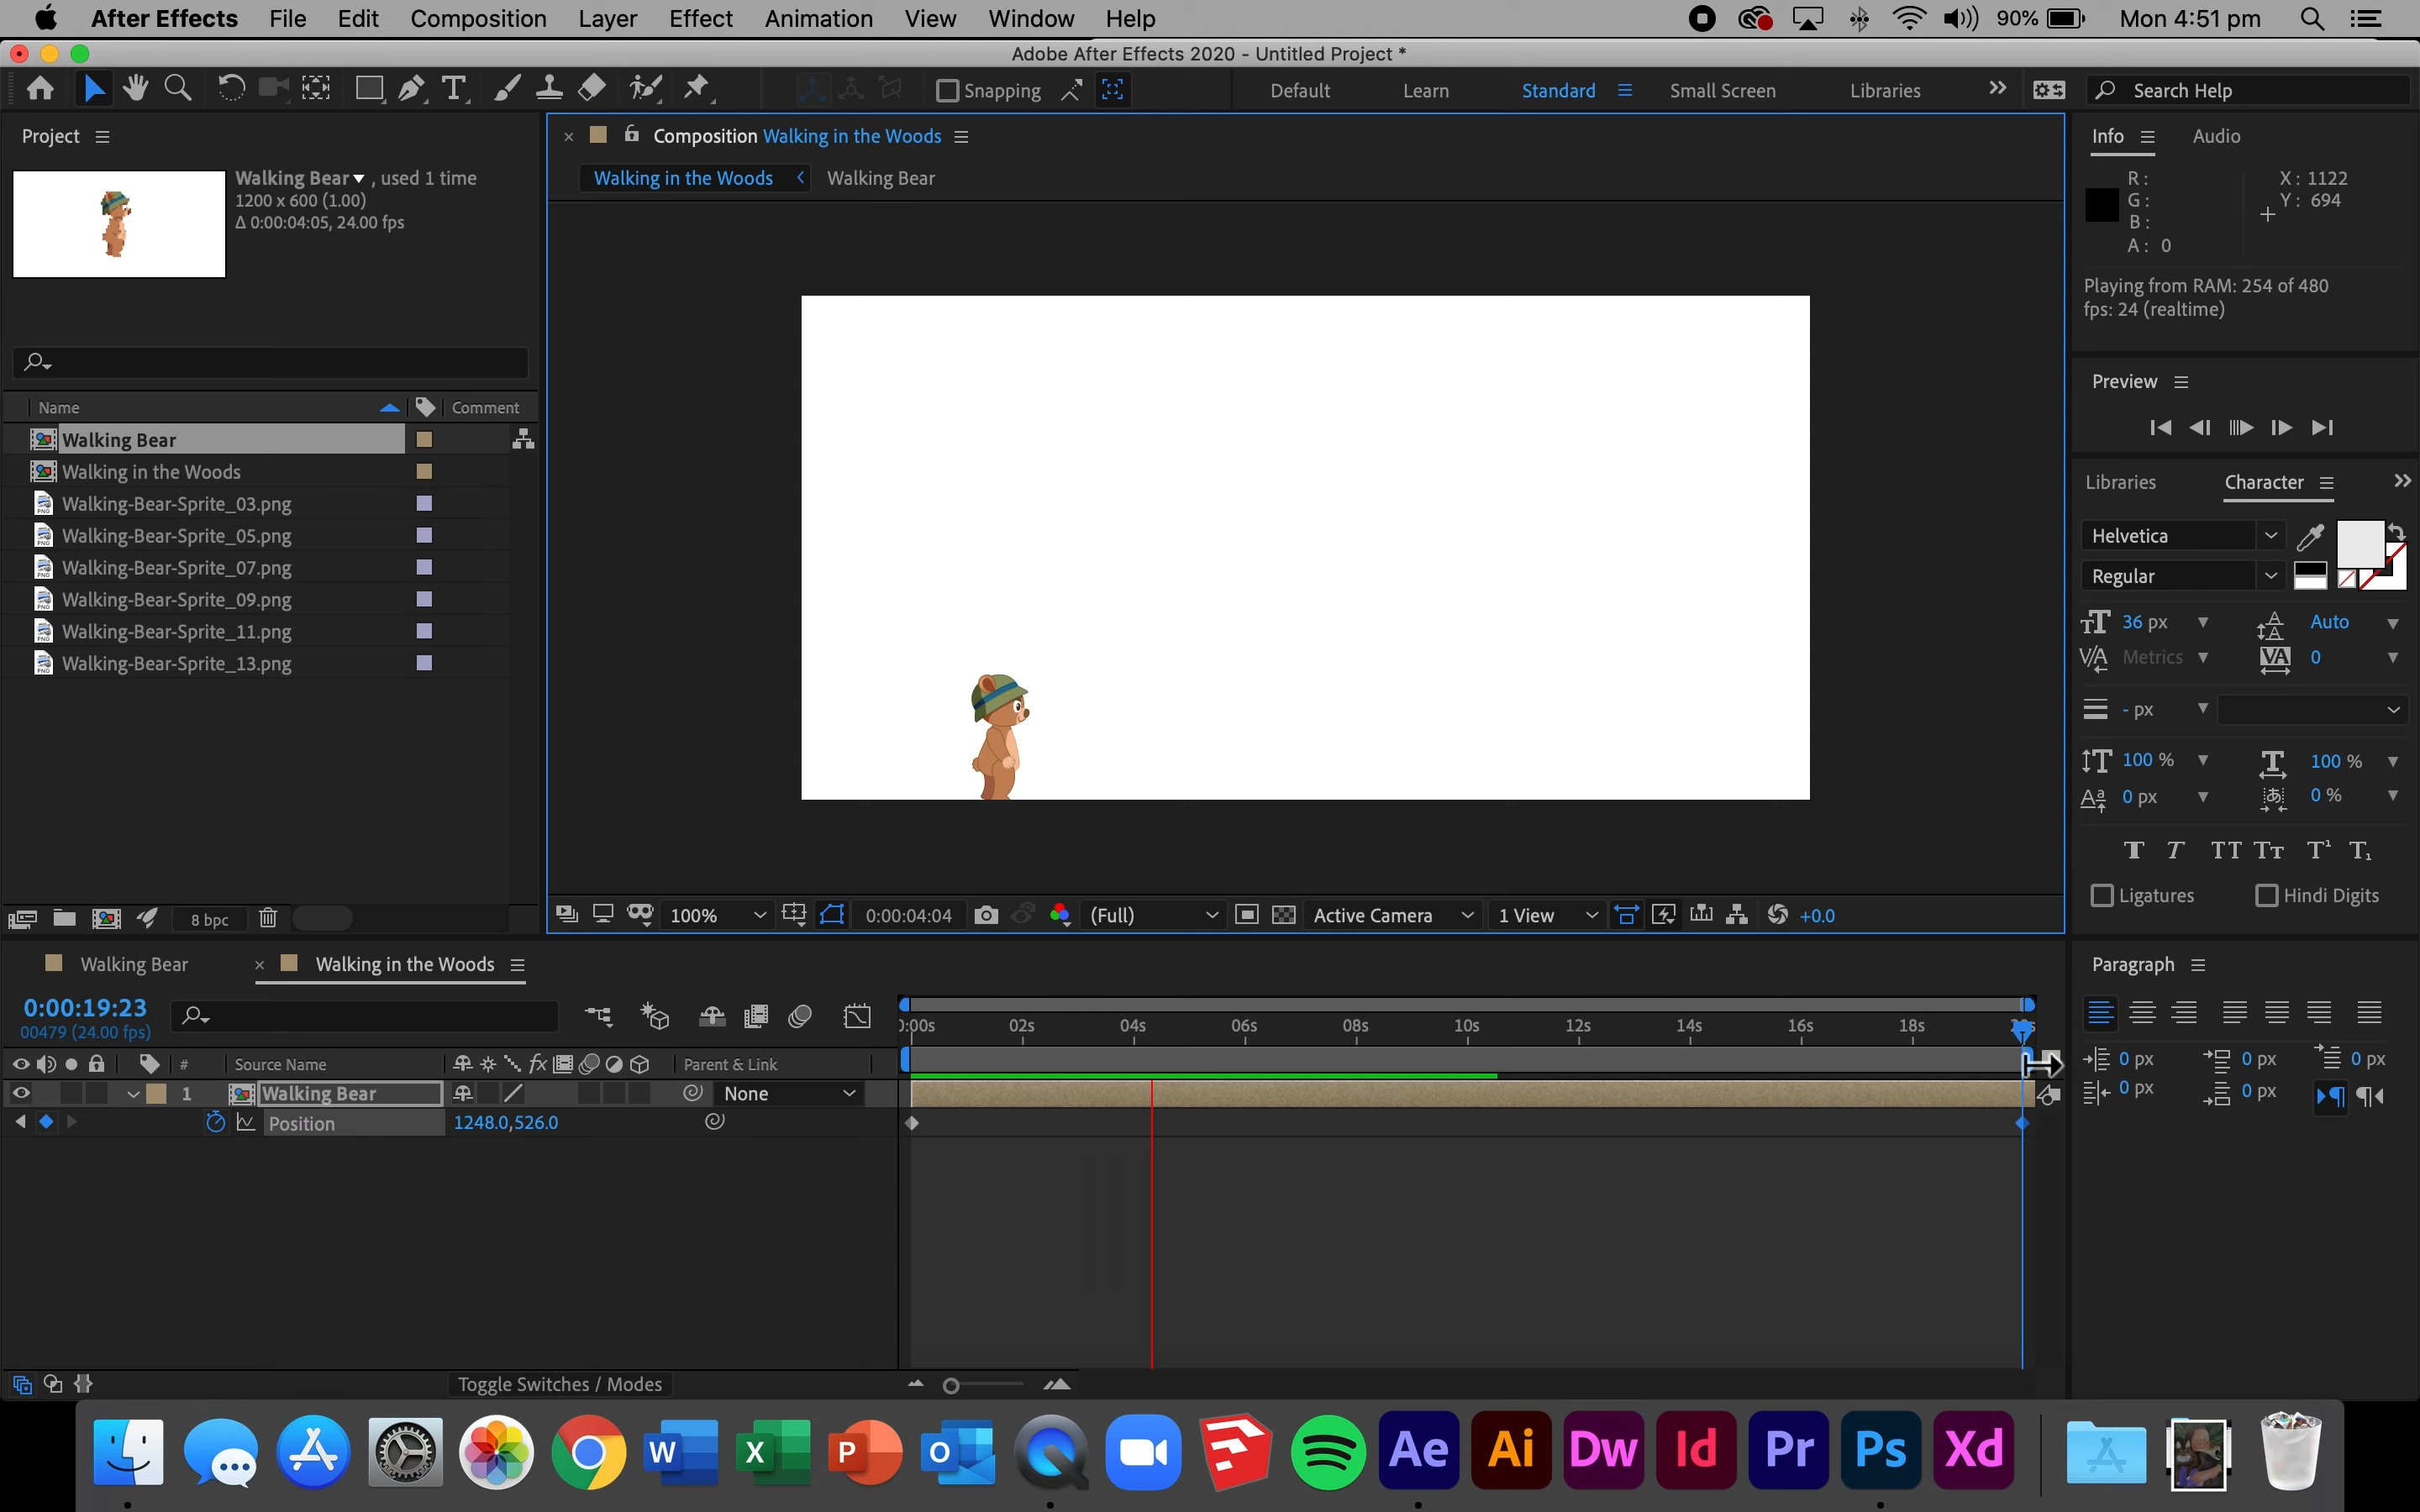 After Effects File Edit Composition Layer Effect Animation View Window Help 90% Mon 4:51 pm
Adobe After Effects 2020 - Untitled Project *
Snapping Default Learn Standard Small Screen Libraries Search Help
Project
Walking Bear , used 1 time
1200 x 600 (1.00)
Δ 0:00:04:05, 24.00 fps
Name Comment
Walking Bear
Walking in the Woods
Walking-Bear-Sprite_03.png
Walking-Bear-Sprite_05.png
Walking-Bear-Sprite_07.png
Walking-Bear-Sprite_09.png
Walking-Bear-Sprite_11.png
Walking-Bear-Sprite_13.png
8 bpc
Composition Walking in the Woods
Walking in the Woods Walking Bear
100% 0:00:04:04 (Full) Active Camera 1 View +0.0
Info Audio
R: X: 1122
G: Y: 694
B:
A: 0
Playing from RAM: 254 of 480
fps: 24 (realtime)
Preview
Libraries Character
Helvetica
Regular
36 px Auto
Metrics 0
- px
100 % 100 %
0 px 0 %
T T TT Tт T¹ T₁
Ligatures Hindi Digits
Walking Bear Walking in the Woods
0:00:19:23
00479 (24.00 fps)
# Source Name fx Parent & Link
1 Walking Bear None
Position 1248.0,526.0
0:00s 02s 04s 06s 08s 10s 12s 14s 16s 18s
Toggle Switches / Modes
Paragraph
0 px 0 px 0 px
0 px 0 px
W X P O Ae Ai Dw Id Pr Ps Xd